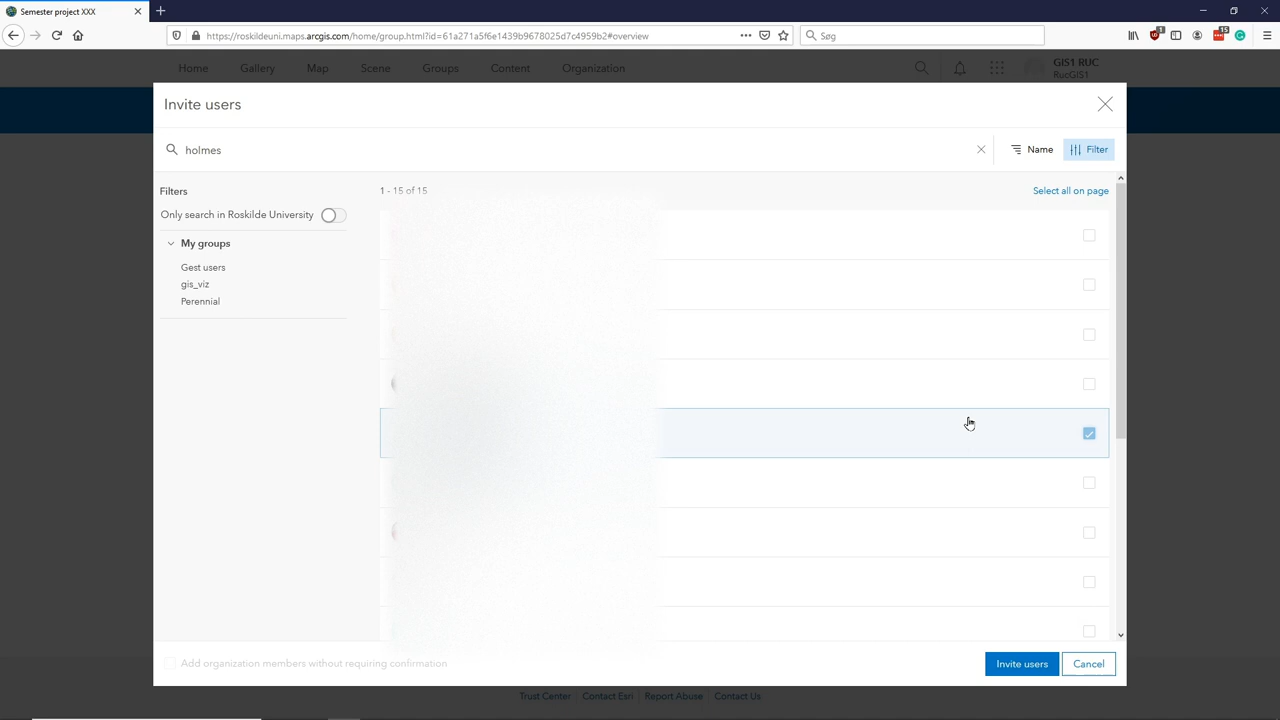 Semester project XXX
https://roskildeuni.maps.arcgis.com/home/group.html?id=61a271a5f6e1439b9678025d7c4959b2#overview
Søg
1
15
Home Gallery Map Scene Groups Content Organization
GIS1 RUC
RucGIS1
Invite users
holmes
Name
Filter
Filters
1 - 15 of 15
Select all on page
Only search in Roskilde University
My groups
Gest users
gis_viz
Perennial
Add organization members without requiring confirmation
Invite users
Cancel
Trust Center Contact Esri Report Abuse Contact Us